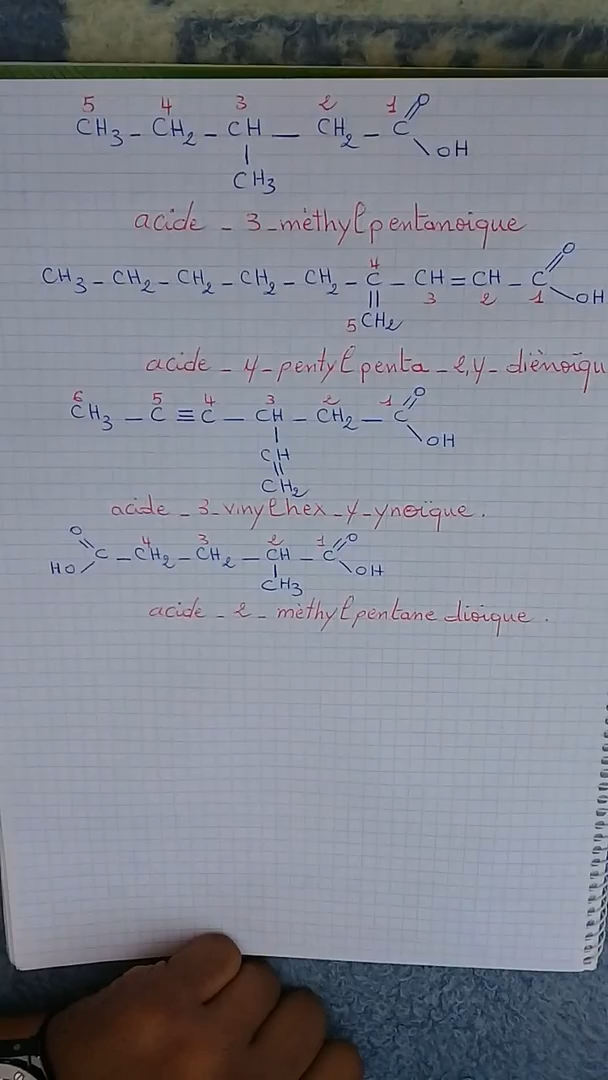 5 4 3 2 1 O
CH3 - CH2 - CH - CH2 - C
OH
CH3
acide - 3-méthylpentanoïque
4 O
CH3 - CH2 - CH2 - CH2 - CH2 - C - CH = CH - C
3 2 1 OH
5 CH2
acide - 4-pentylpenta - 2,4- diènoïqu
6 5 4 3 2 1 O
CH3 - C ≡ C - CH - CH2 - C
OH
CH
CH2
acide - 3-vinylhex-4-ynoïque.
O 4 3 2 1 O
C - CH2 - CH2 - CH - C
HO OH
CH3
acide - 2 - méthylpentane dioïque.